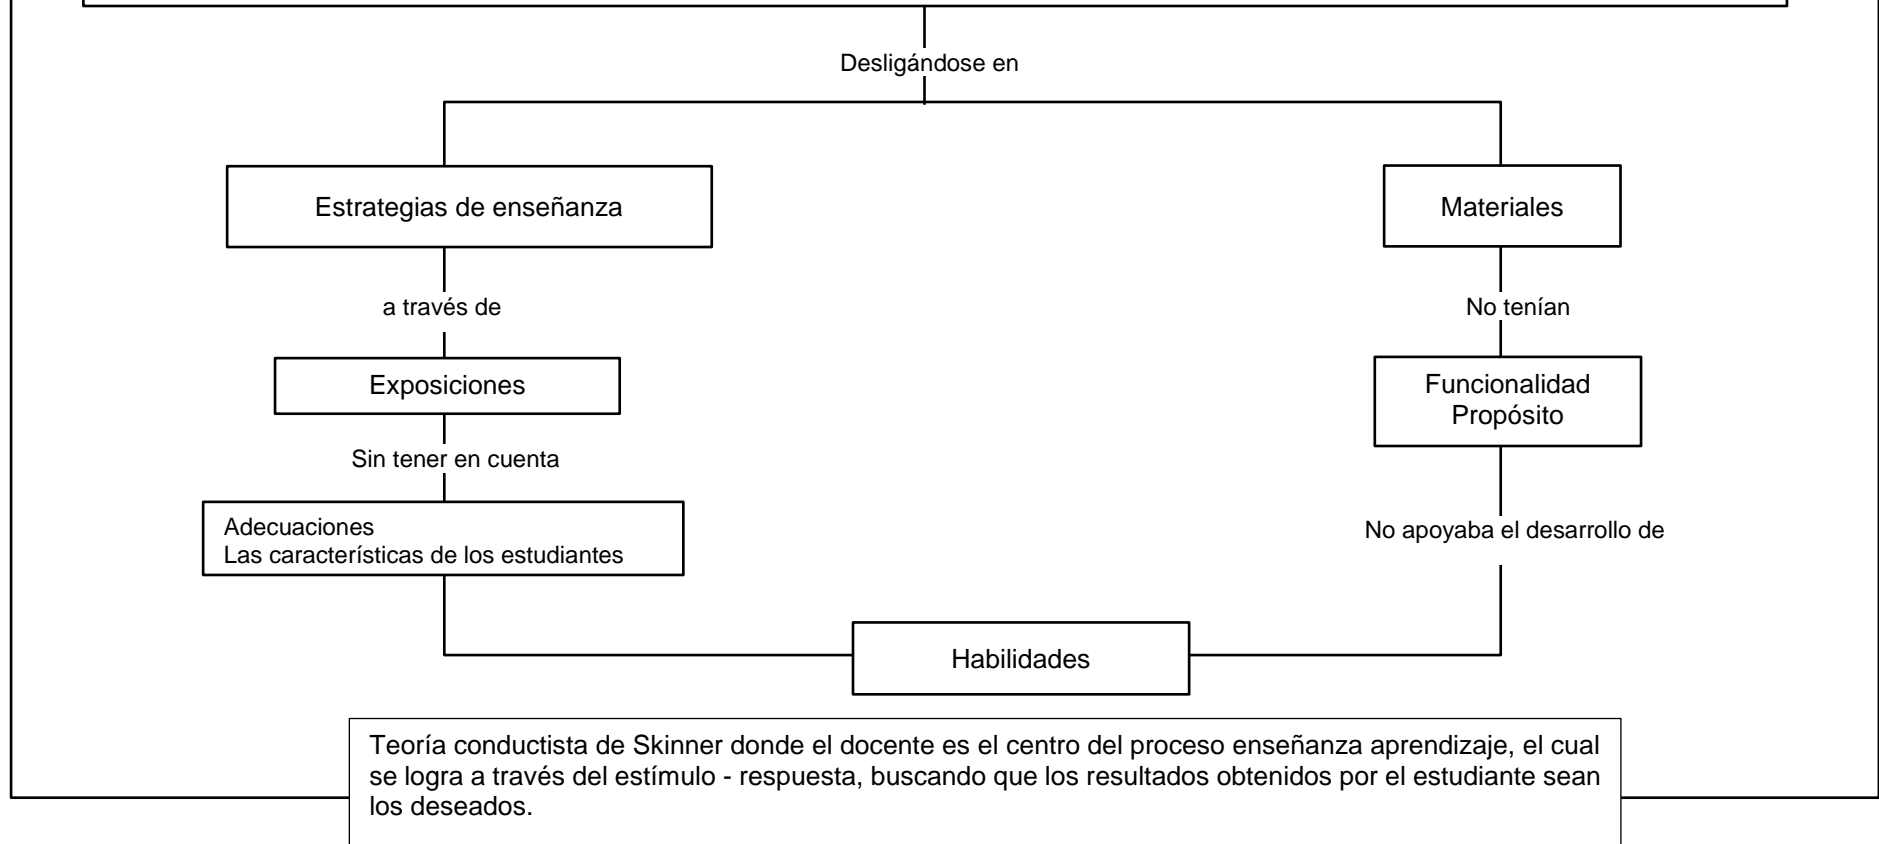 Desligándose en
Estrategias de enseñanza
Materiales
a través de
No tenían
Exposiciones
Funcionalidad
Propósito
Sin tener en cuenta
Adecuaciones
Las características de los estudiantes
No apoyaba el desarrollo de
Habilidades
Teoría conductista de Skinner donde el docente es el centro del proceso enseñanza aprendizaje, el cual
se logra a través del estímulo - respuesta, buscando que los resultados obtenidos por el estudiante sean
los deseados.